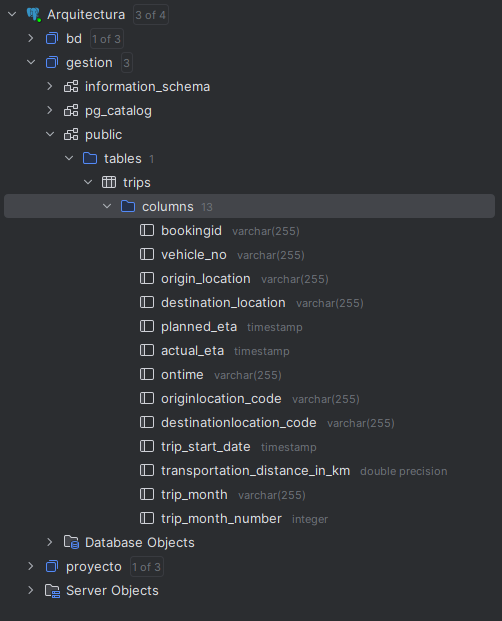 Arquitectura 3 of 4
bd 1 of 3
gestion 3
information_schema
pg_catalog
public
tables 1
trips
columns 13
bookingid varchar(255)
vehicle_no varchar(255)
origin_location varchar(255)
destination_location varchar(255)
planned_eta timestamp
actual_eta timestamp
ontime varchar(255)
originlocation_code varchar(255)
destinationlocation_code varchar(255)
trip_start_date timestamp
transportation_distance_in_km double precision
trip_month varchar(255)
trip_month_number integer
Database Objects
proyecto 1 of 3
Server Objects